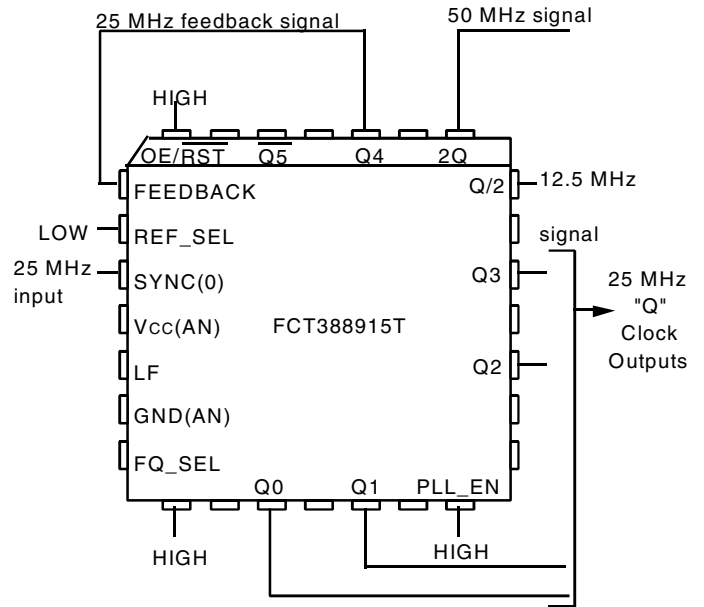 25 MHz feedback signal
50 MHz signal
HIGH
OE/RST
Q5
Q4
2Q
FEEDBACK
Q/2
12.5 MHz
LOW
REF_SEL
signal
25 MHz
input
SYNC(0)
Q3
25 MHz
"Q"
Clock
Outputs
VCC(AN)
FCT388915T
LF
Q2
GND(AN)
FQ_SEL
Q0
Q1
PLL_EN
HIGH
HIGH